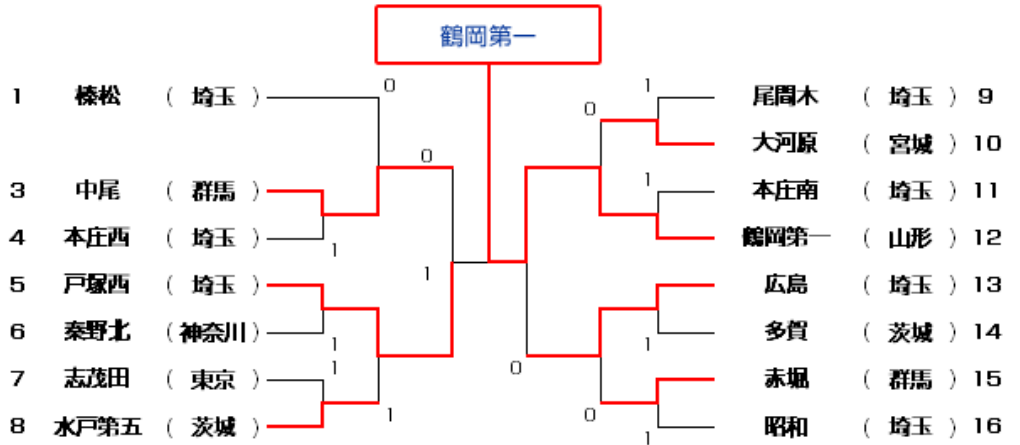 鶴岡第一
1 榛松 ( 埼玉 )
3 中尾 ( 群馬 )
4 本庄西 ( 埼玉 )
5 戸塚西 ( 埼玉 )
6 秦野北 ( 神奈川 )
7 志茂田 ( 東京 )
8 水戸第五 ( 茨城 )
0
1
1
1
1
0
1
尾間木 ( 埼玉 ) 9
大河原 ( 宮城 ) 10
本庄南 ( 埼玉 ) 11
鶴岡第一 ( 山形 ) 12
広島 ( 埼玉 ) 13
多賀 ( 茨城 ) 14
赤堀 ( 群馬 ) 15
昭和 ( 埼玉 ) 16
1
0
1
1
0
0
1